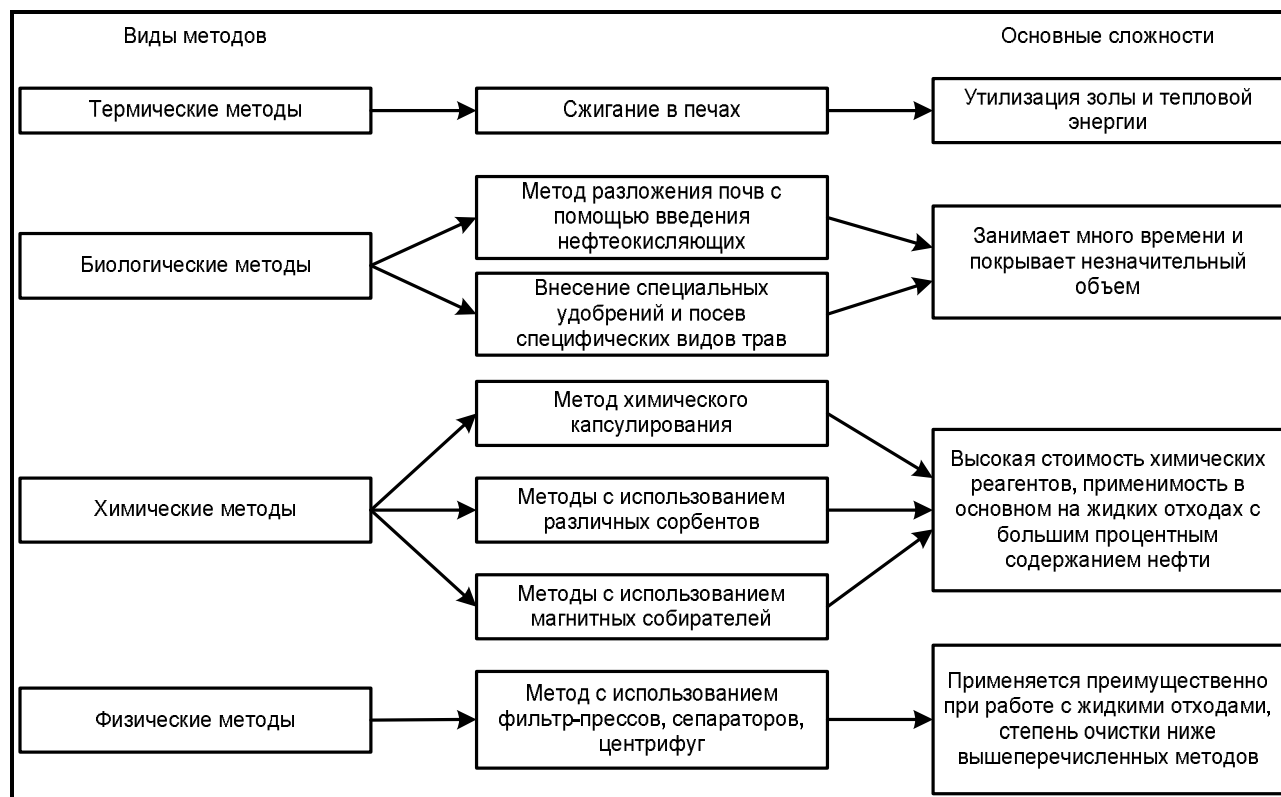 Виды методов
Основные сложности
Термические методы
Сжигание в печах
Утилизация золы и тепловой
энергии
Биологические методы
Метод разложения почв с
помощью введения
нефтеокисляющих
Внесение специальных
удобрений и посев
специфических видов трав
Занимает много времени и
покрывает незначительный
объем
Химические методы
Метод химического
капсулирования
Методы с использованием
различных сорбентов
Методы с использованием
магнитных собирателей
Высокая стоимость химических
реагентов, применимость в
основном на жидких отходах с
большим процентным
содержанием нефти
Физические методы
Метод с использованием
фильтр-прессов, сепараторов,
центрифуг
Применяется преимущественно
при работе с жидкими отходами,
степень очистки ниже
вышеперечисленных методов